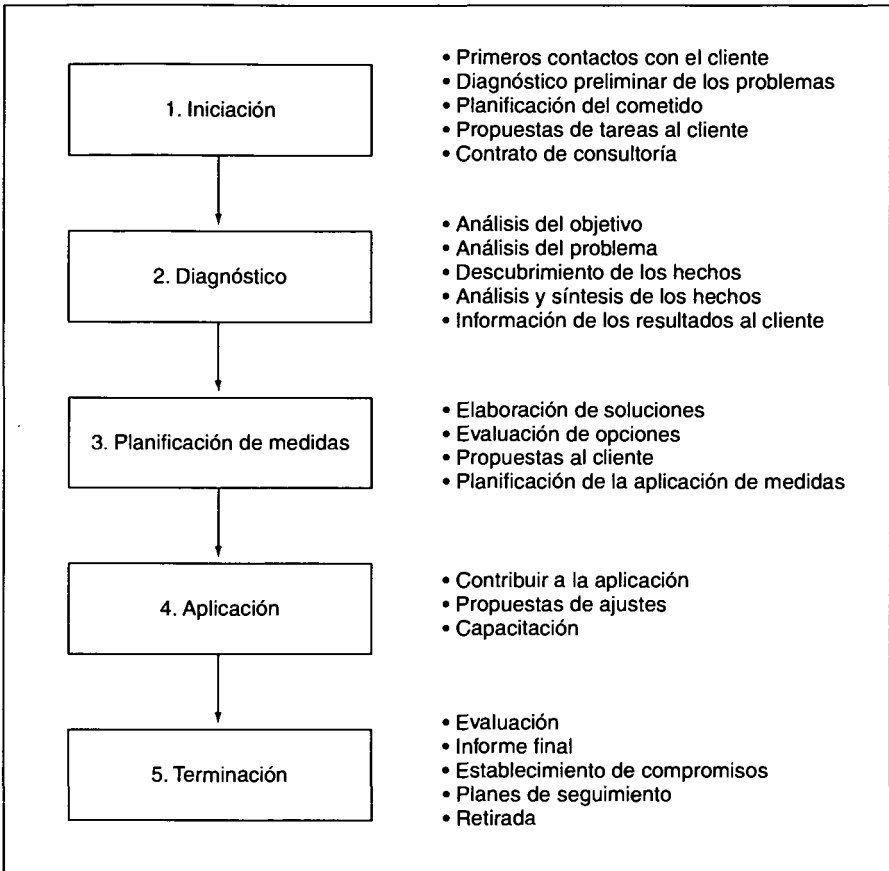 1. Iniciación
• Primeros contactos con el cliente
• Diagnóstico preliminar de los problemas
• Planificación del cometido
• Propuestas de tareas al cliente
• Contrato de consultoría
2. Diagnóstico
• Análisis del objetivo
• Análisis del problema
• Descubrimiento de los hechos
• Análisis y síntesis de los hechos
• Información de los resultados al cliente
3. Planificación de medidas
• Elaboración de soluciones
• Evaluación de opciones
• Propuestas al cliente
• Planificación de la aplicación de medidas
4. Aplicación
• Contribuir a la aplicación
• Propuestas de ajustes
• Capacitación
5. Terminación
• Evaluación
• Informe final
• Establecimiento de compromisos
• Planes de seguimiento
• Retirada